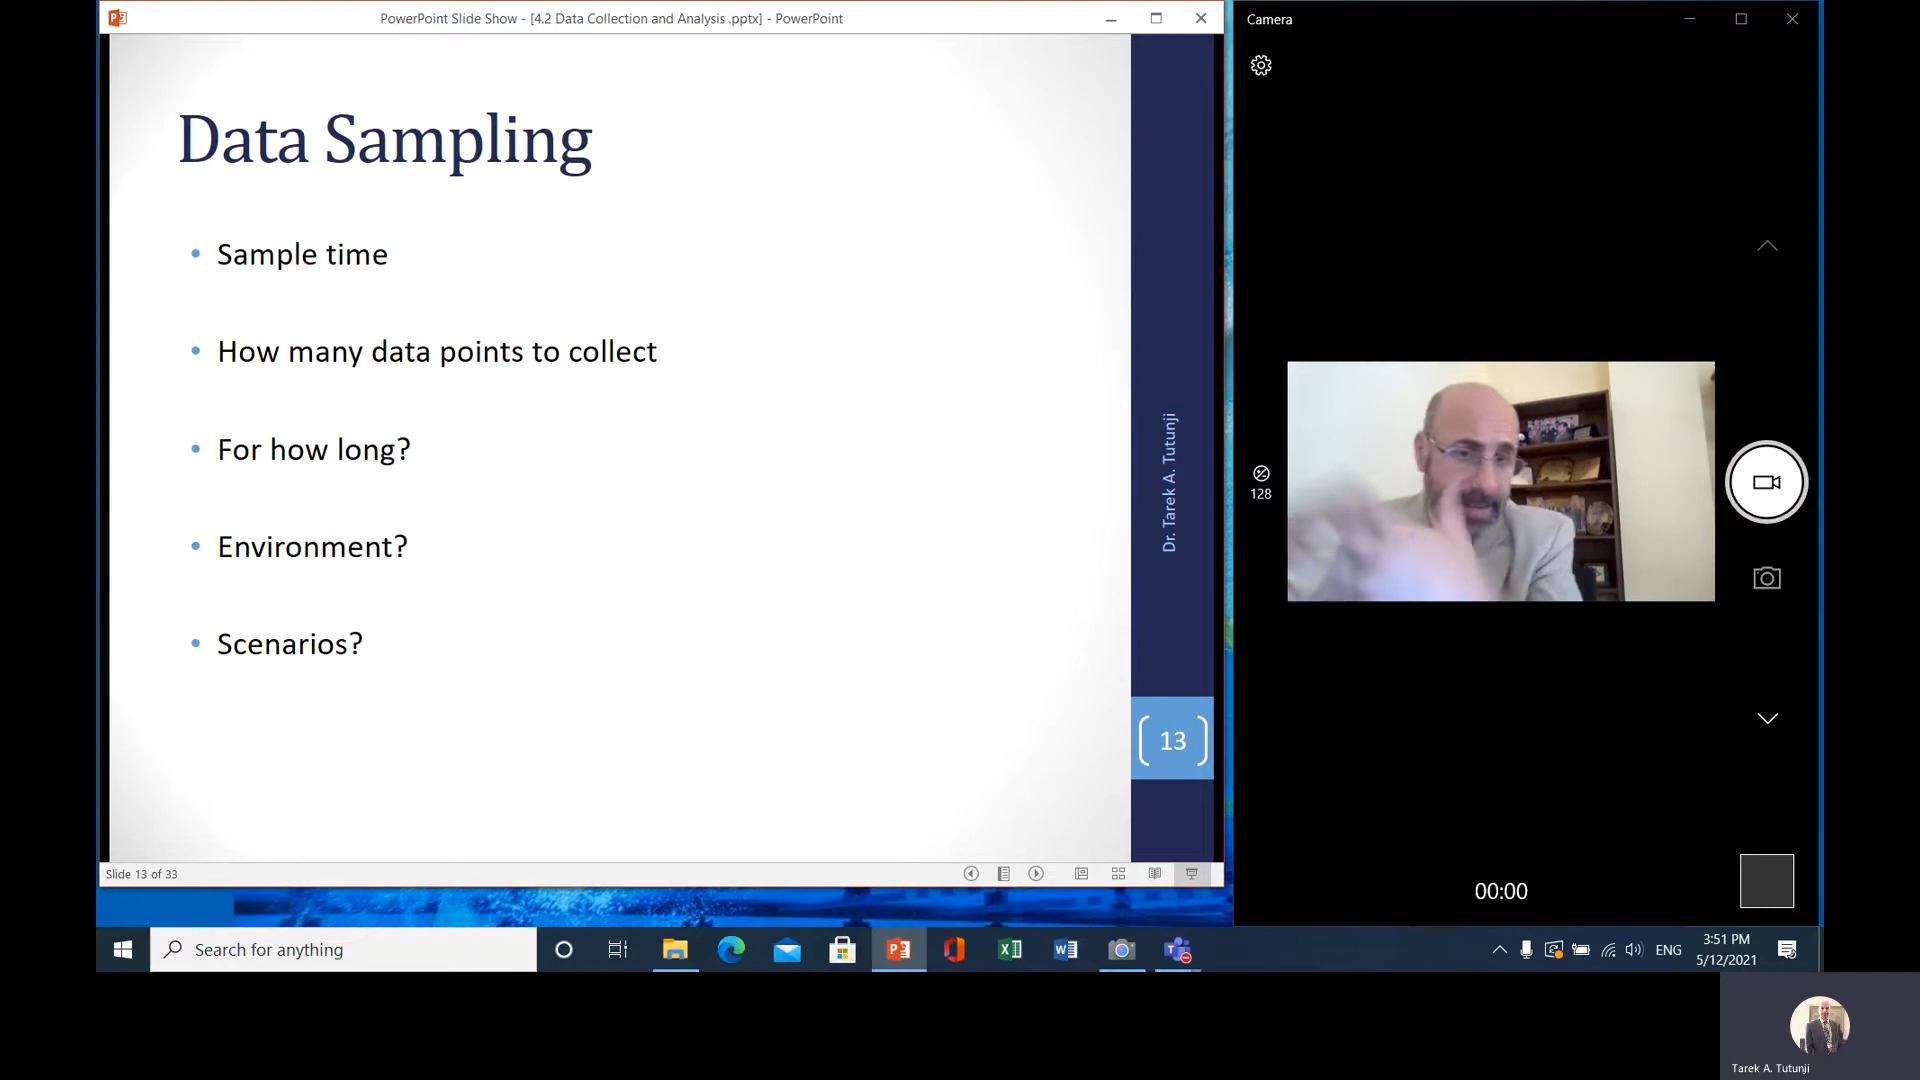 PowerPoint Slide Show - [4.2 Data Collection and Analysis .pptx] - PowerPoint
Data Sampling
• Sample time
• How many data points to collect
• For how long?
• Environment?
• Scenarios?
Dr. Tarek A. Tutunji
13
Slide 13 of 33
Camera
128
00:00
Search for anything
ENG
3:51 PM
5/12/2021
Tarek A. Tutunji